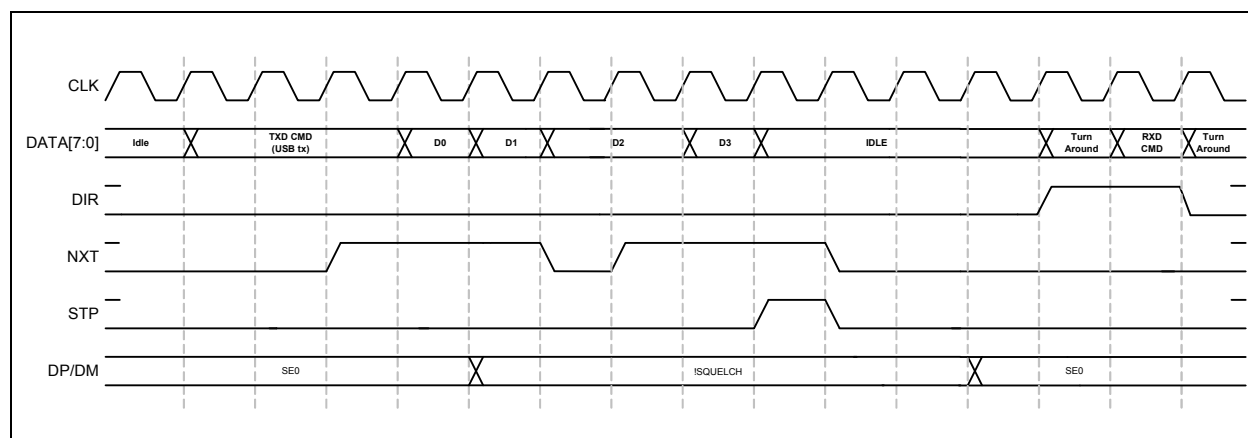 CLK
DATA[7:0]
Idle
TXD CMD
(USB tx)
D0
D1
D2
D3
IDLE
Turn
Around
RXD
CMD
Turn
Around
DIR
NXT
STP
DP/DM
SE0
!SQUELCH
SE0